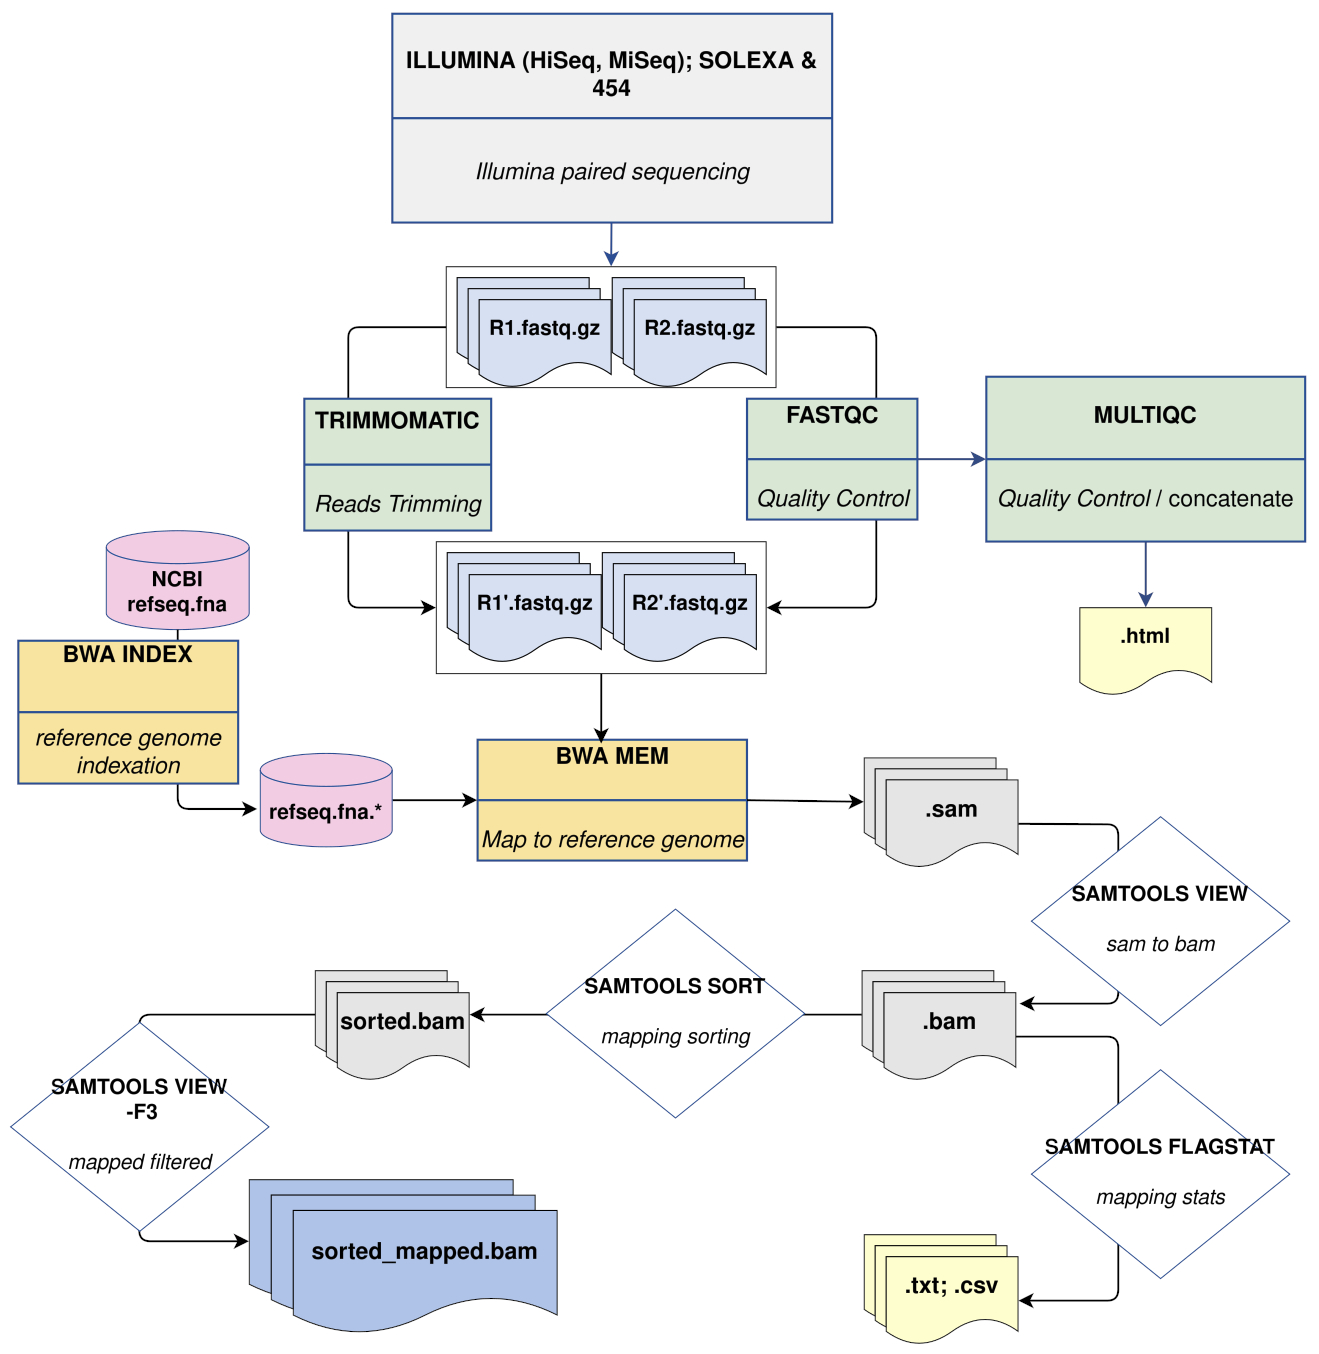 ILLUMINA (HiSeq, MiSeq); SOLEXA &
454
Illumina paired sequencing
R1.fastq.gz
R2.fastq.gz
TRIMMOMATIC
Reads Trimming
FASTQC
Quality Control
MULTIQC
Quality Control / concatenate
NCBI
refseq.fna
R1'.fastq.gz
R2'.fastq.gz
.html
BWA INDEX
reference genome
indexation
refseq.fna.*
BWA MEM
Map to reference genome
.sam
SAMTOOLS VIEW
sam to bam
.bam
SAMTOOLS SORT
mapping sorting
sorted.bam
SAMTOOLS VIEW
-F3
mapped filtered
sorted_mapped.bam
SAMTOOLS FLAGSTAT
mapping stats
.txt; .csv